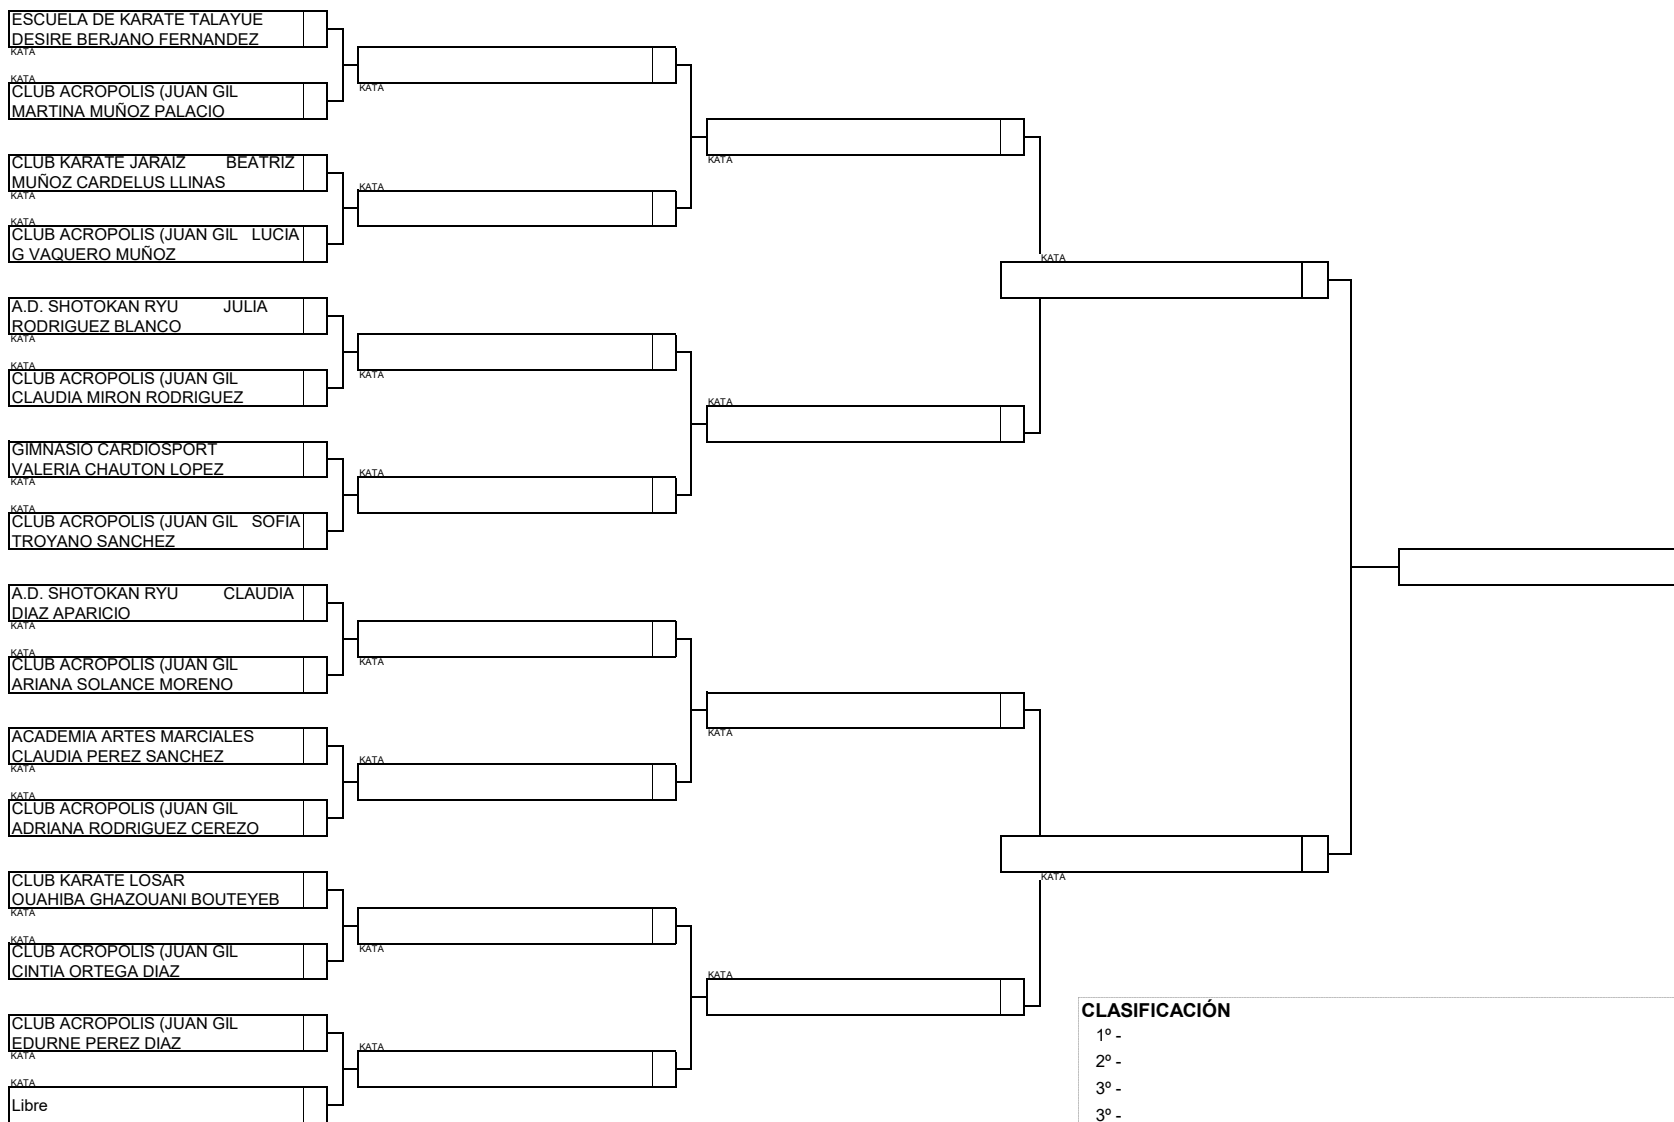 ESCUELA DE KARATE TALAYUE
DESIRE BERJANO FERNANDEZ
KATA
KATA
KATA
CLUB ACROPOLIS (JUAN GIL
MARTINA MUÑOZ PALACIO
CLUB KARATE JARAIZ BEATRIZ
KATA
MUÑOZ CARDELUS LLINAS
KATA
KATA
KATA
CLUB ACROPOLIS (JUAN GIL LUCIA
G VAQUERO MUÑOZ
KATA
A.D. SHOTOKAN RYU JULIA
RODRIGUEZ BLANCO
KATA
KATA
KATA
CLUB ACROPOLIS (JUAN GIL
CLAUDIA MIRON RODRIGUEZ
KATA
GIMNASIO CARDIOSPORT
VALERIA CHAUTON LOPEZ
KATA
KATA
KATA
CLUB ACROPOLIS (JUAN GIL SOFIA
TROYANO SANCHEZ
A.D. SHOTOKAN RYU CLAUDIA
DIAZ APARICIO
KATA
KATA
KATA
CLUB ACROPOLIS (JUAN GIL
ARIANA SOLANCE MORENO
KATA
ACADEMIA ARTES MARCIALES
CLAUDIA PEREZ SANCHEZ
KATA
KATA
KATA
CLUB ACROPOLIS (JUAN GIL
ADRIANA RODRIGUEZ CEREZO
KATA
CLUB KARATE LOSAR
OUAHIBA GHAZOUANI BOUTEYEB
KATA
KATA
KATA
CLUB ACROPOLIS (JUAN GIL
CINTIA ORTEGA DIAZ
KATA
CLUB ACROPOLIS (JUAN GIL
EDURNE PEREZ DIAZ
KATA
KATA
KATA
Libre
CLASIFICACIÓN
1º -
2º -
3º -
3º -